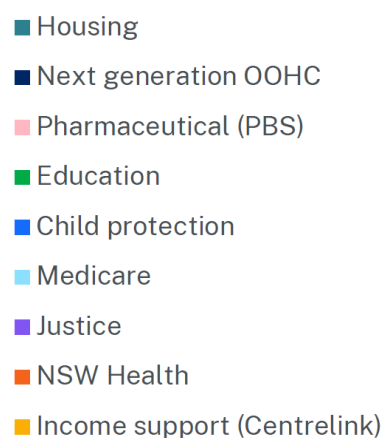 Housing
Next generation OOHC
Pharmaceutical (PBS)
Education
Child protection
Medicare
Justice
NSW Health
Income support (Centrelink)